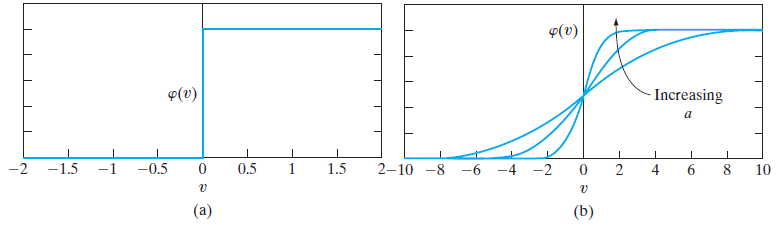 φ(v)
-2 -1.5 -1 -0.5 0 0.5 1 1.5 2
v
(a)
φ(v)
Increasing
a
-10 -8 -6 -4 -2 0 2 4 6 8 10
v
(b)